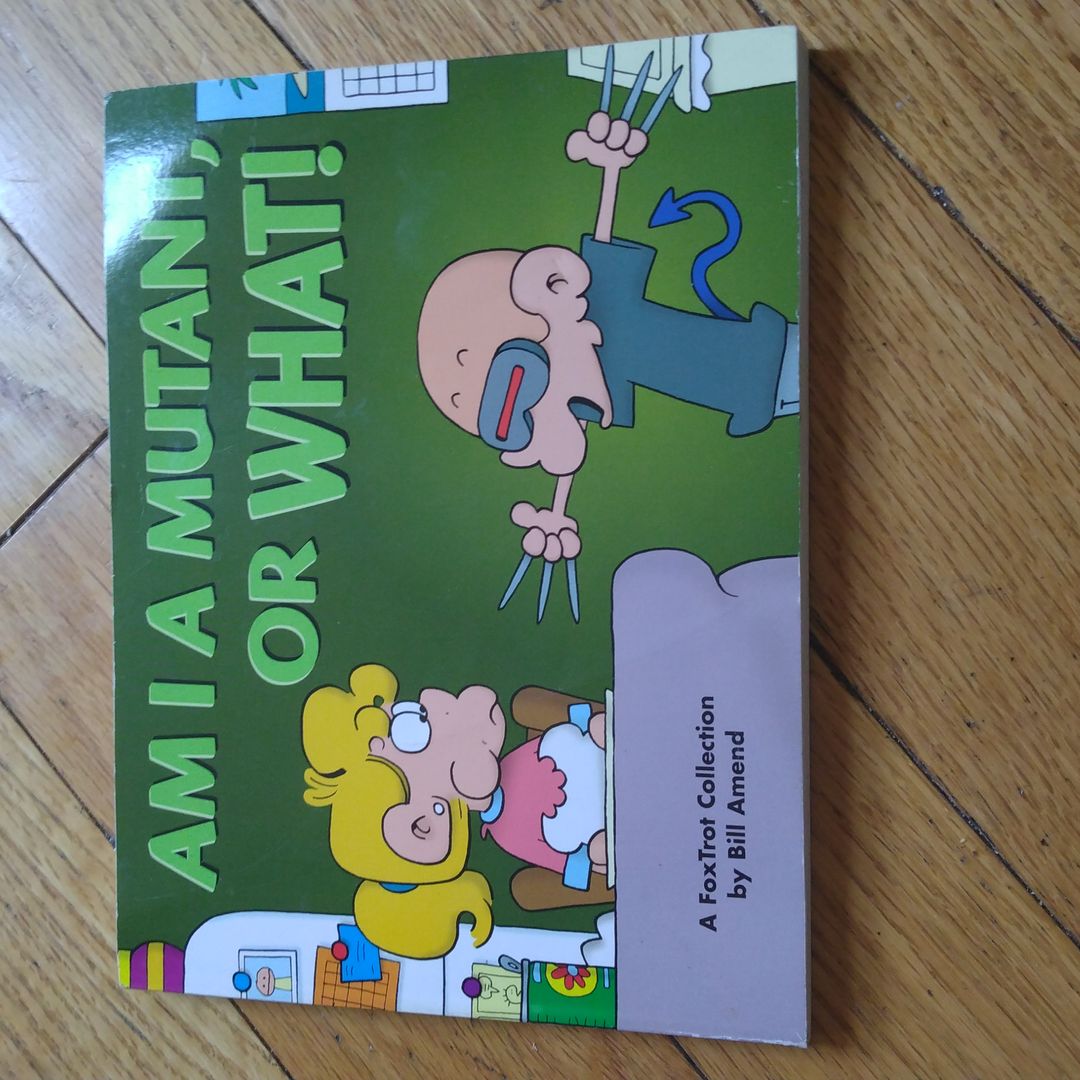 AM I A MUTANT,
OR WHAT!
A FoxTrot Collection
by Bill Amend